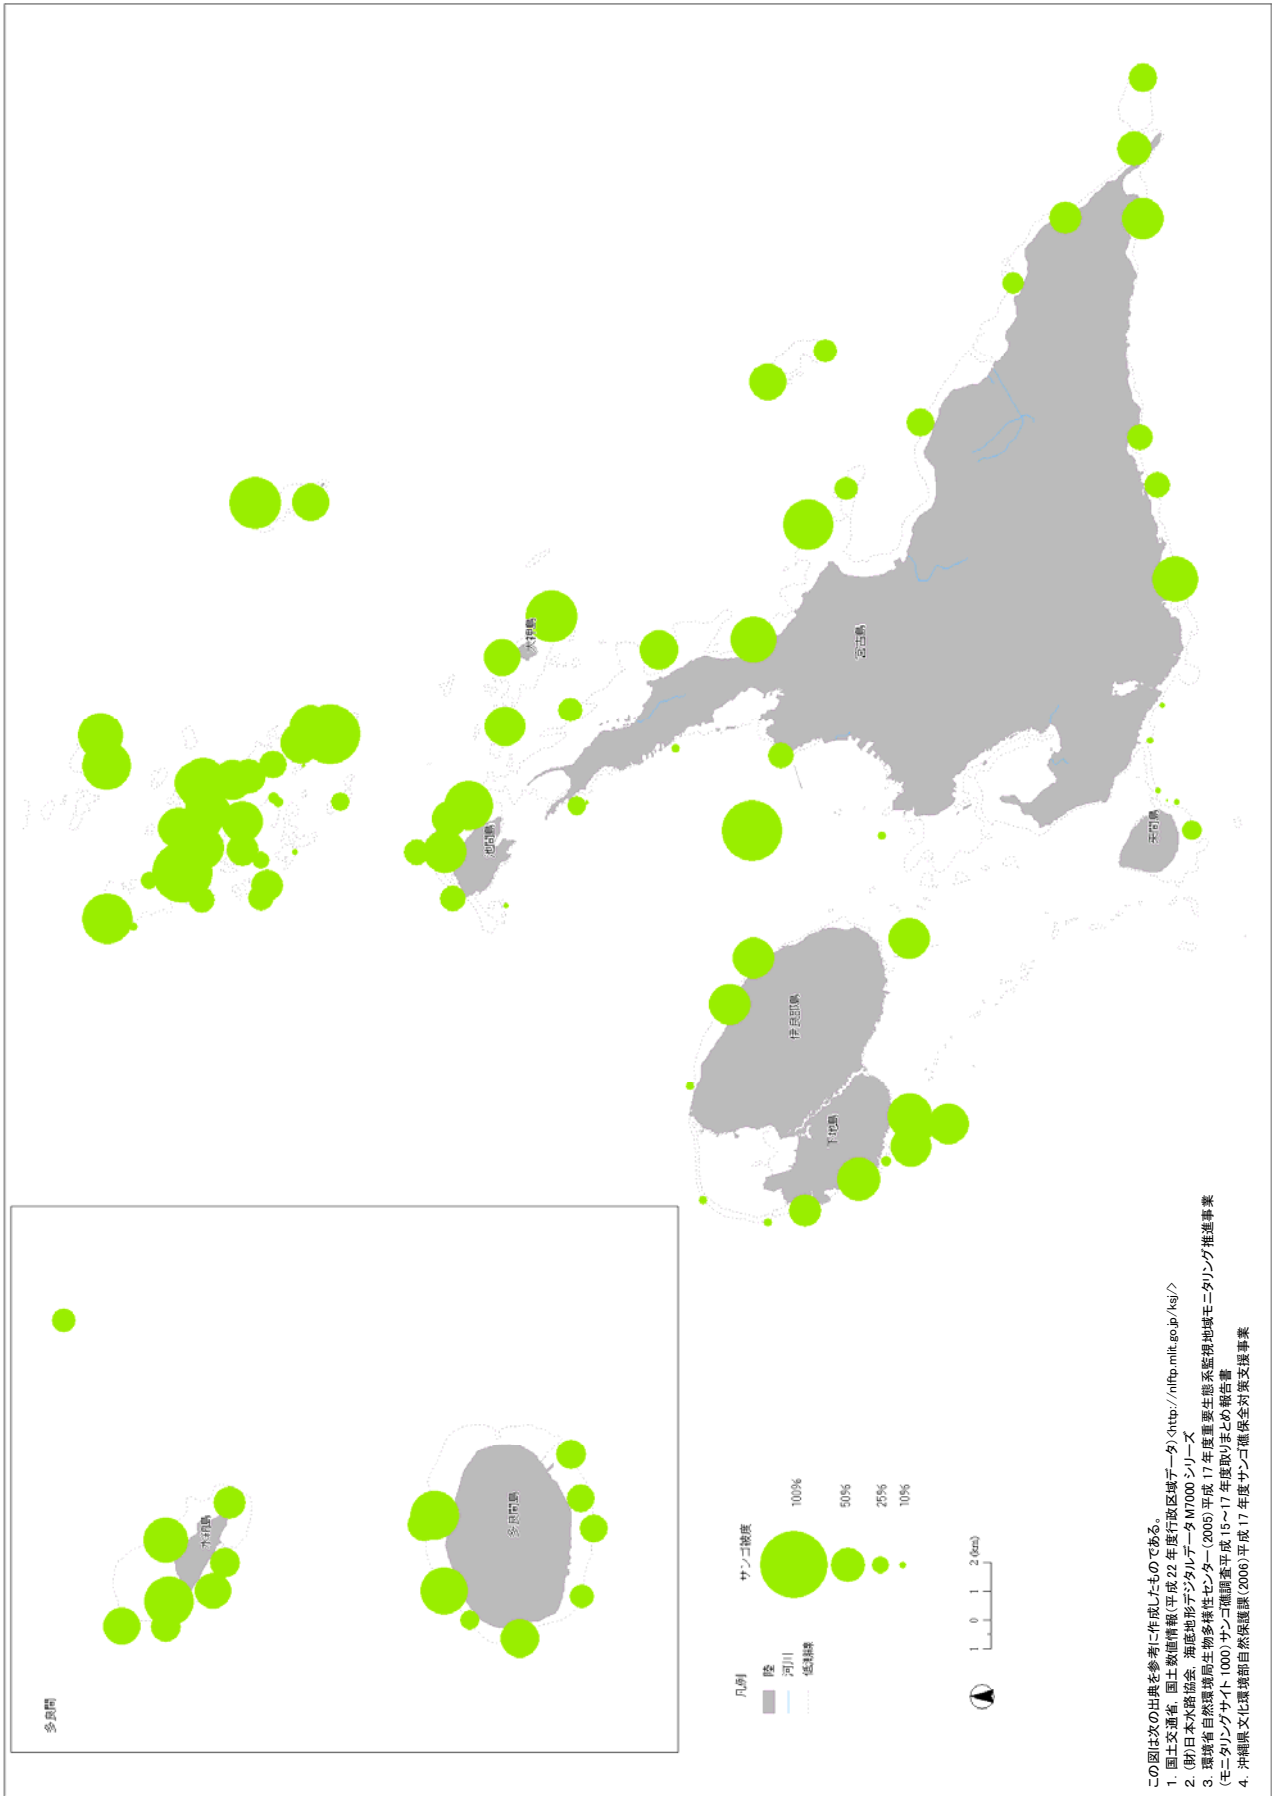 多良間
水納島
多良間島
池間島
大神島
宮古島
来間島
伊良部島
下地島
凡例
陸
河川
低潮線
サンゴ被度
100%
50%
25%
10%
1 0 1 2 (km)
この図は次の出典を参考に作成したものである。
1. 国土交通省. 国土数値情報(平成 22 年度行政区域データ)<http://nlftp.mlit.go.jp/ksj/>
2. (財)日本水路協会. 海底地形デジタルデータ M7000 シリーズ
3. 環境省自然環境局生物多様性センター(2005)平成 17 年度重要生態系監視地域モニタリング推進事業
(モニタリングサイト 1000)サンゴ礁調査平成 15~17 年度取りまとめ報告書
4. 沖縄県文化環境部自然保護課(2006)平成 17 年度サンゴ礁保全対策支援事業